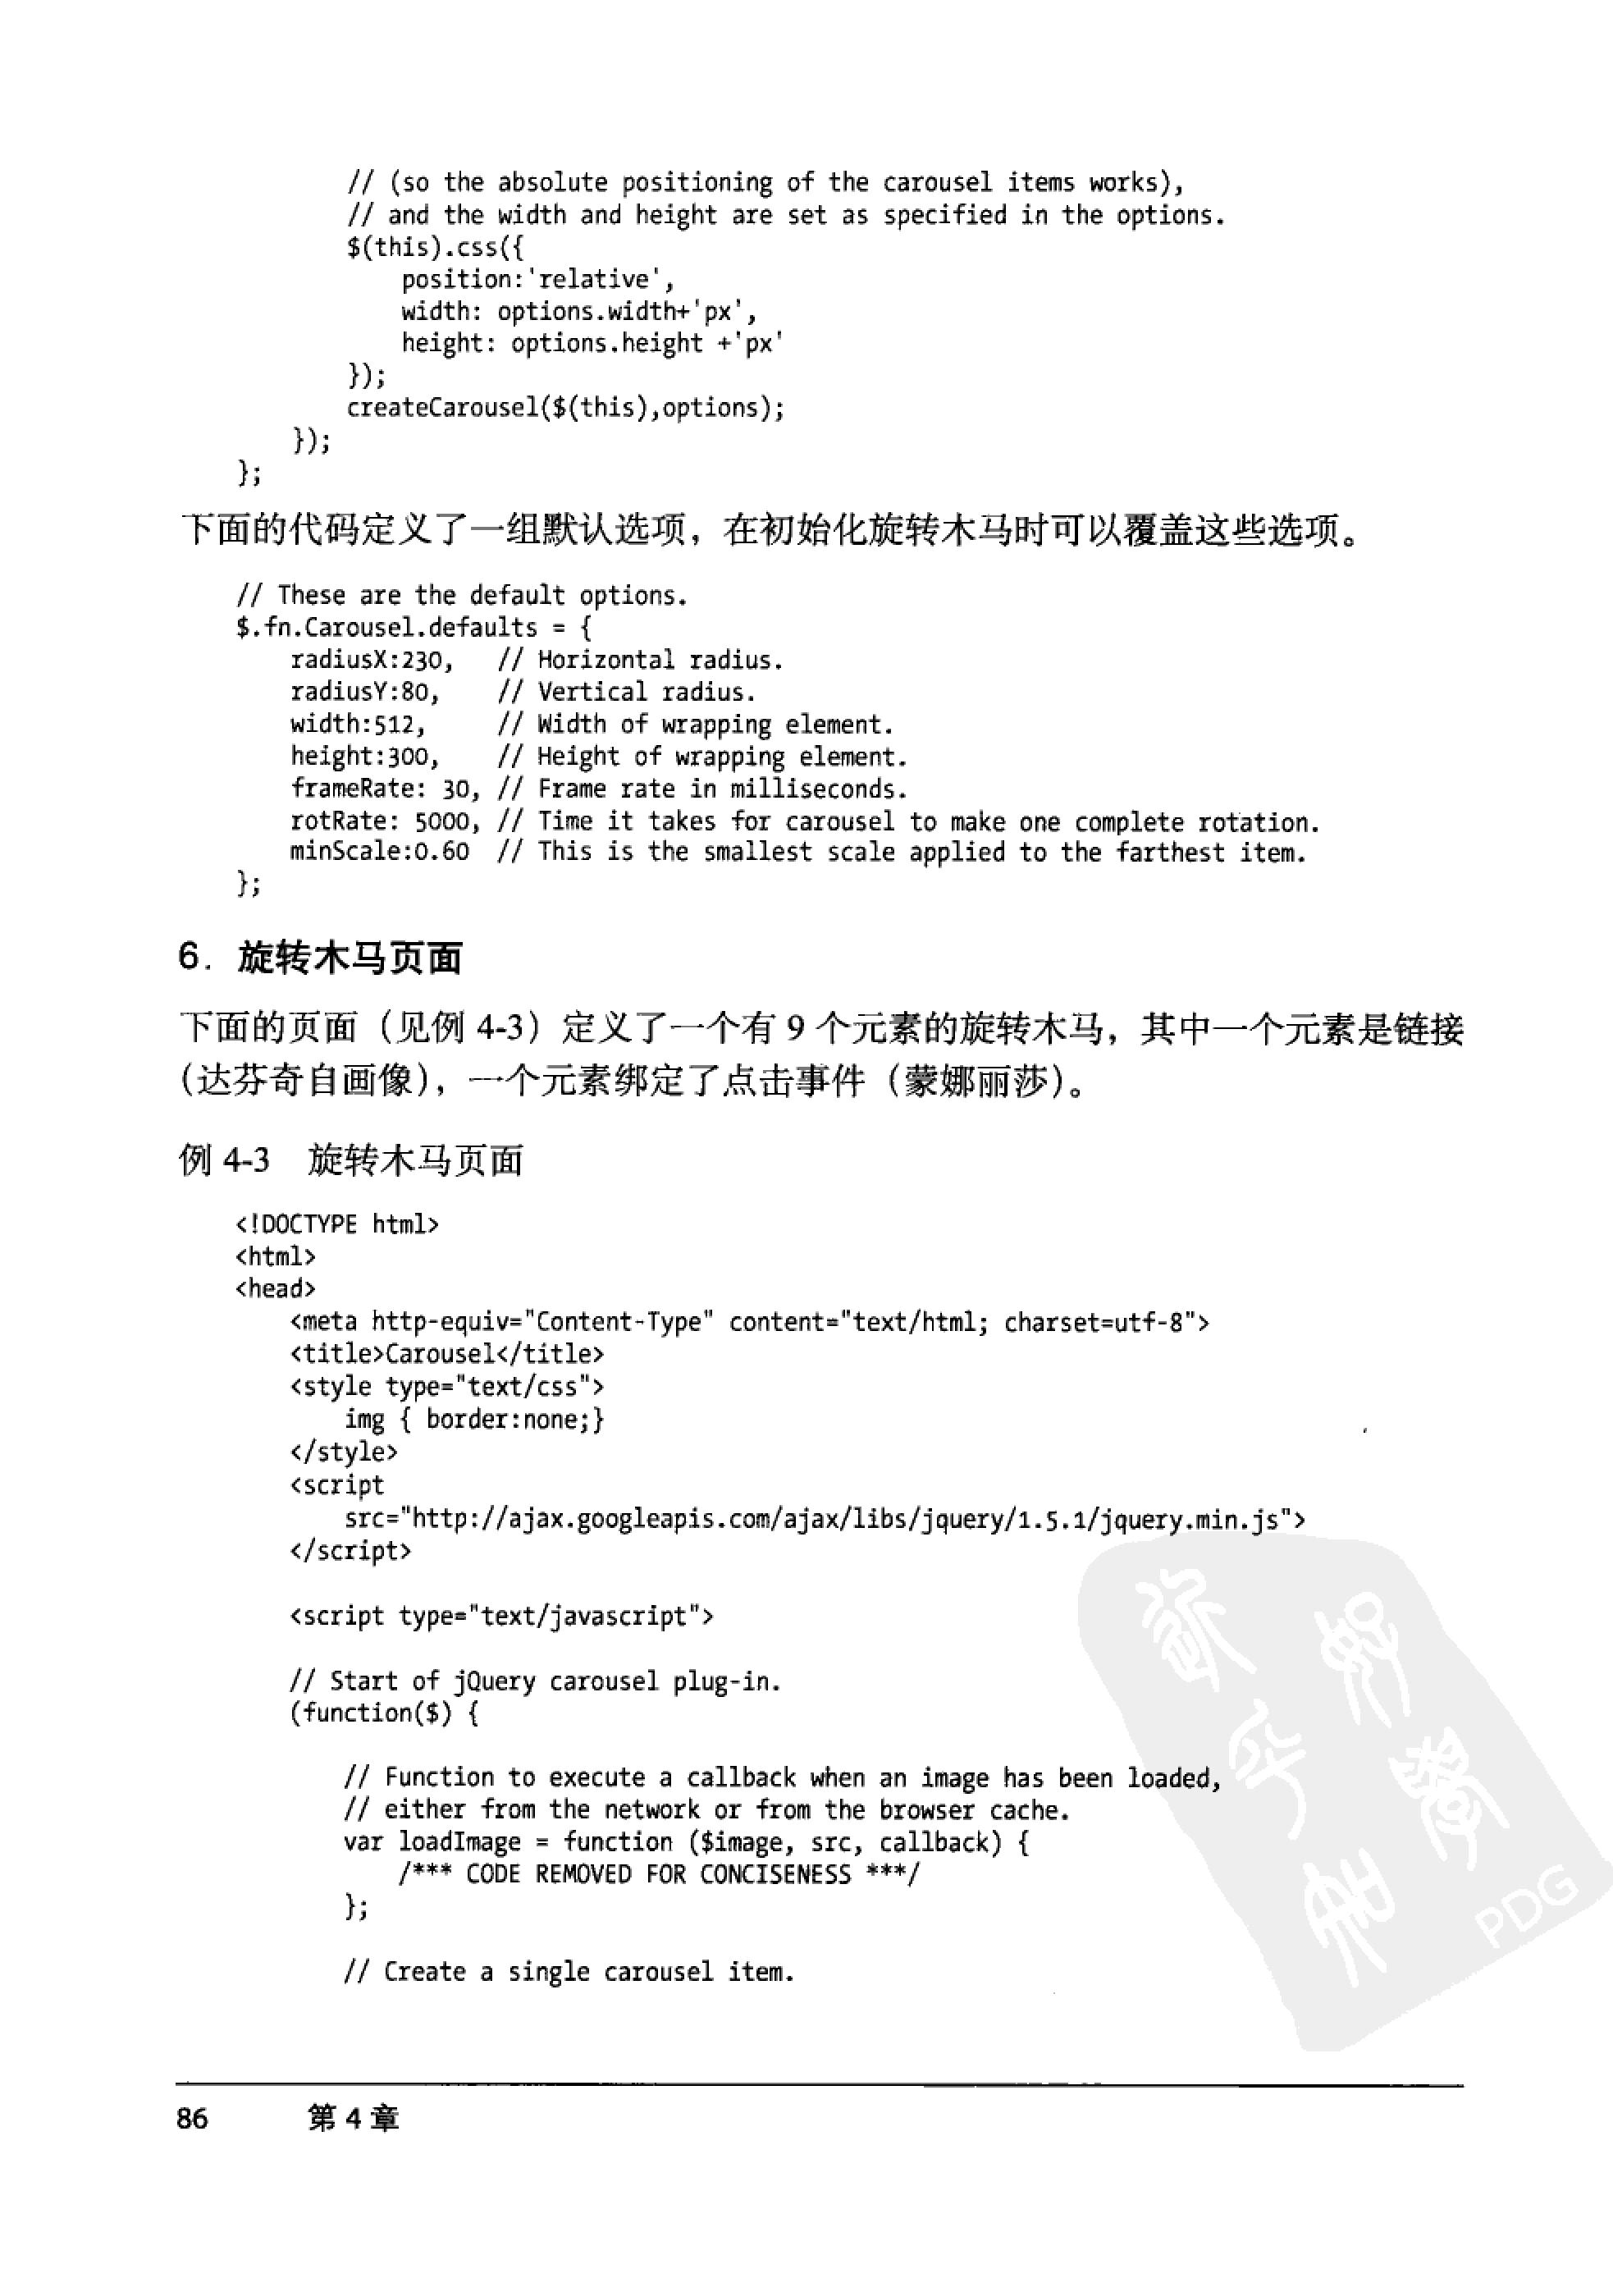 // (so the absolute positioning of the carousel items works),
// and the width and height are set as specified in the options.
$(this).css({
position:'relative',
width: options.width+'px',
height: options.height +'px'
});
createCarousel($(this),options);
});
};
下面的代码定义了一组默认选项，在初始化旋转木马时可以覆盖这些选项。
// These are the default options.
$.fn.Carousel.defaults = {
radiusX:230, // Horizontal radius.
radiusY:80, // Vertical radius.
width:512, // Width of wrapping element.
height:300, // Height of wrapping element.
frameRate: 30, // Frame rate in milliseconds.
rotRate: 5000, // Time it takes for carousel to make one complete rotation.
minScale:0.60 // This is the smallest scale applied to the farthest item.
};
6. 旋转木马页面
下面的页面（见例 4-3）定义了一个有 9 个元素的旋转木马，其中一个元素是链接
（达芬奇自画像），一个元素绑定了点击事件（蒙娜丽莎）。
例 4-3 旋转木马页面
<!DOCTYPE html>
<html>
<head>
<meta http-equiv="Content-Type" content="text/html; charset=utf-8">
<title>Carousel</title>
<style type="text/css">
img { border:none;}
</style>
<script
src="http://ajax.googleapis.com/ajax/libs/jquery/1.5.1/jquery.min.js">
</script>
<script type="text/javascript">
// Start of jQuery carousel plug-in.
(function($) {
// Function to execute a callback when an image has been loaded,
// either from the network or from the browser cache.
var loadImage = function ($image, src, callback) {
/*** CODE REMOVED FOR CONCISENESS ***/
};
// Create a single carousel item.
PDG
86 第 4 章